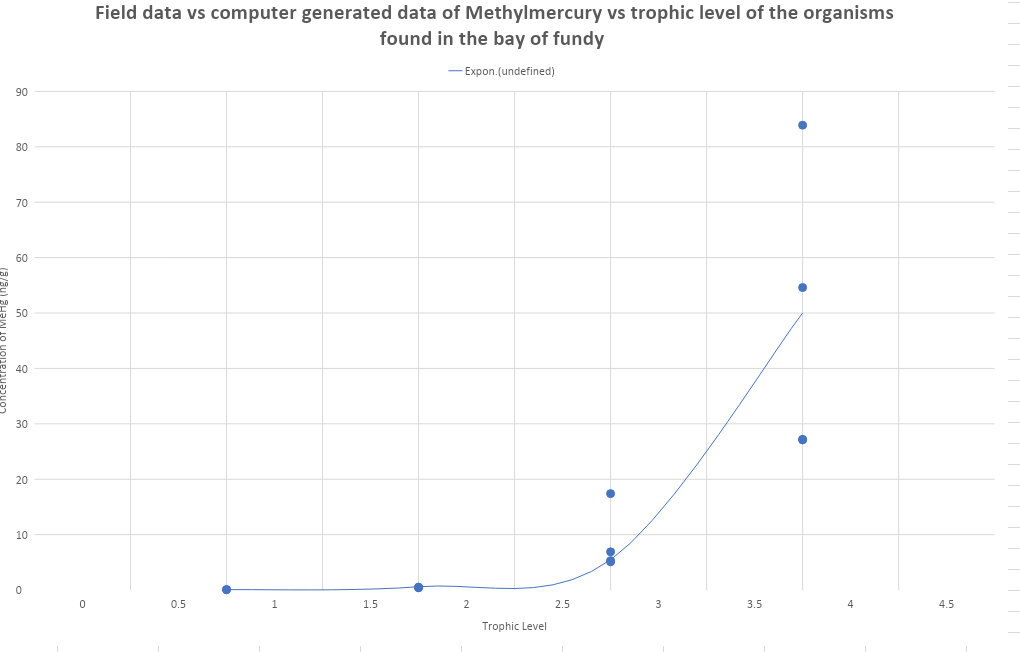 Field data vs computer generated data of Methylmercury vs trophic level of the organisms
found in the bay of fundy
Expon.(undefined)
90
80
70
60
50
40
30
20
10
0
Concentration of MeHg (ng/g)
0 0.5 1 1.5 2 2.5 3 3.5 4 4.5
Trophic Level